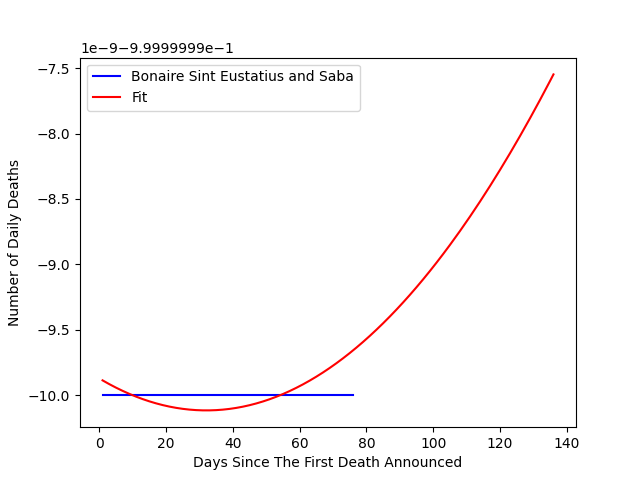 1e−9−9.9999999e−1
−7.5
−8.0
−8.5
−9.0
−9.5
−10.0
Number of Daily Deaths
Bonaire Sint Eustatius and Saba
Fit
0 20 40 60 80 100 120 140
Days Since The First Death Announced